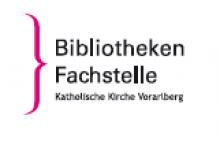 Bibliotheken
Fachstelle
Katholische Kirche Vorarlberg